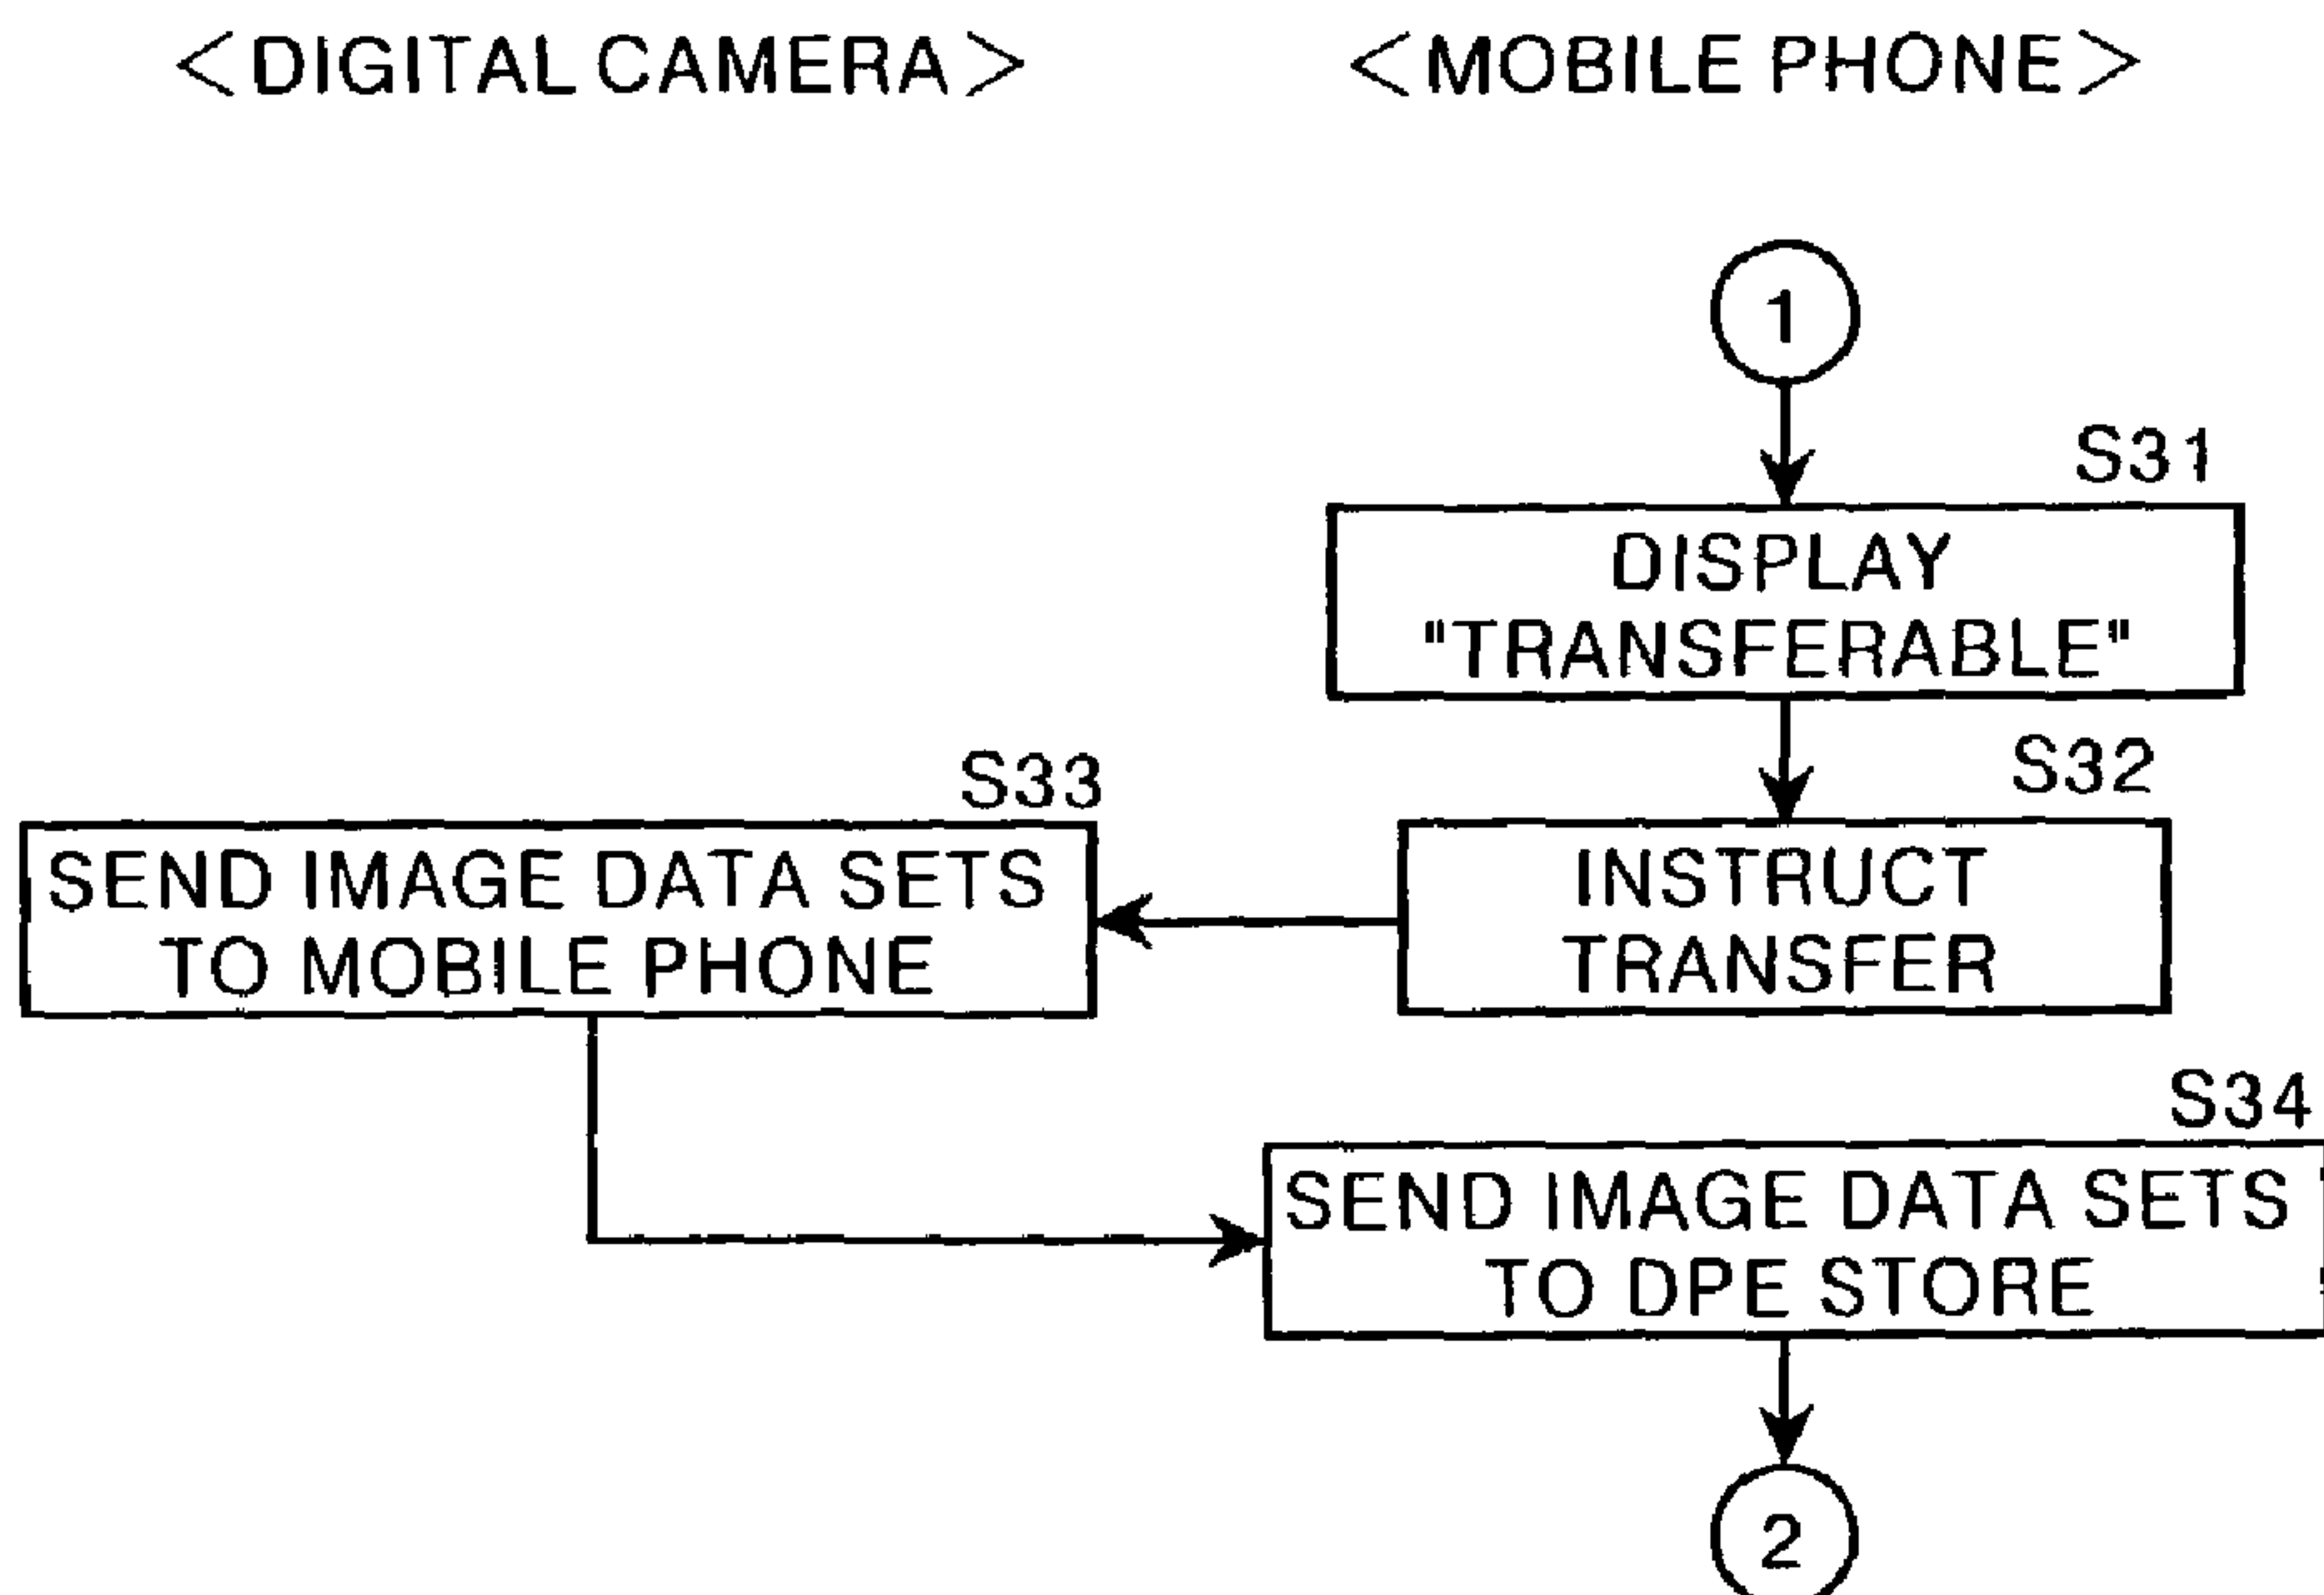 <DIGITAL CAMERA>
<MOBILE PHONE>
1
S31
DISPLAY
"TRANSFERABLE"
S32
INSTRUCT
TRANSFER
S33
SEND IMAGE DATA SETS
TO MOBILE PHONE
S34
SEND IMAGE DATA SETS
TO DPE STORE
2